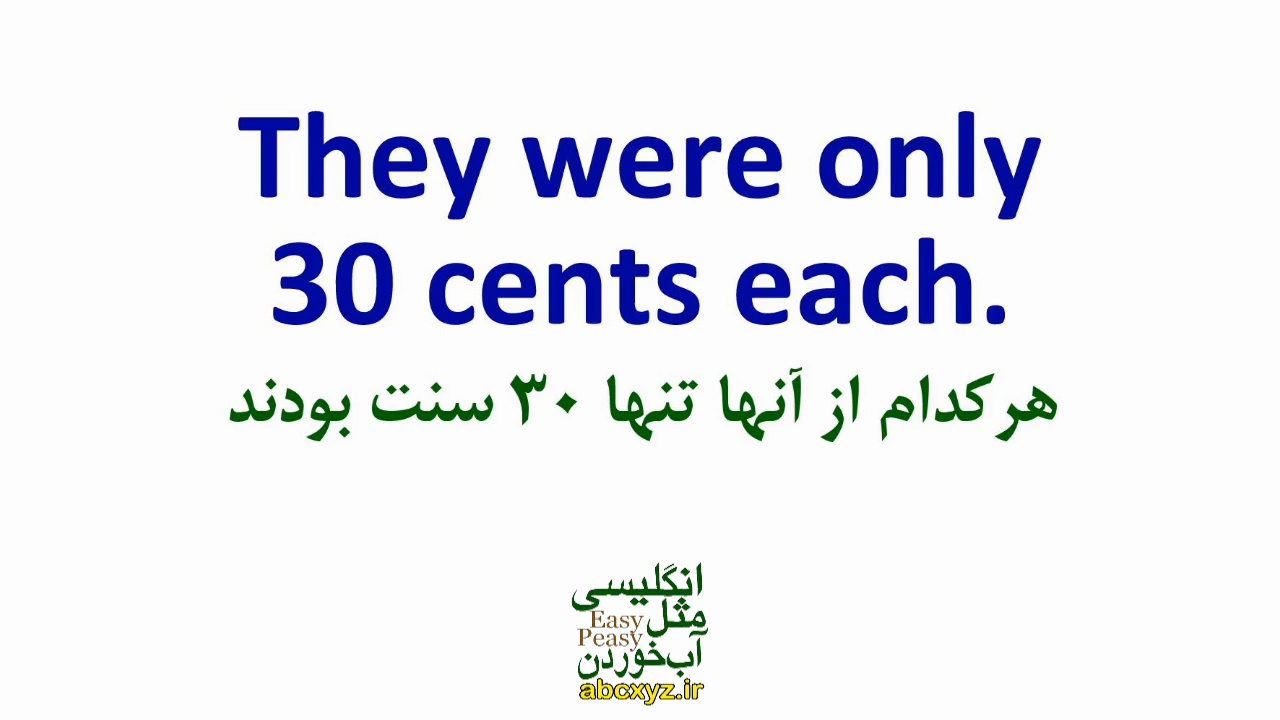 They were only
30 cents each.
هرکدام از آنها تنها ۳۰ سنت بودند
انگلیسی
مثل
Easy
Peasy
آب‌خوردن
abcxyz.ir